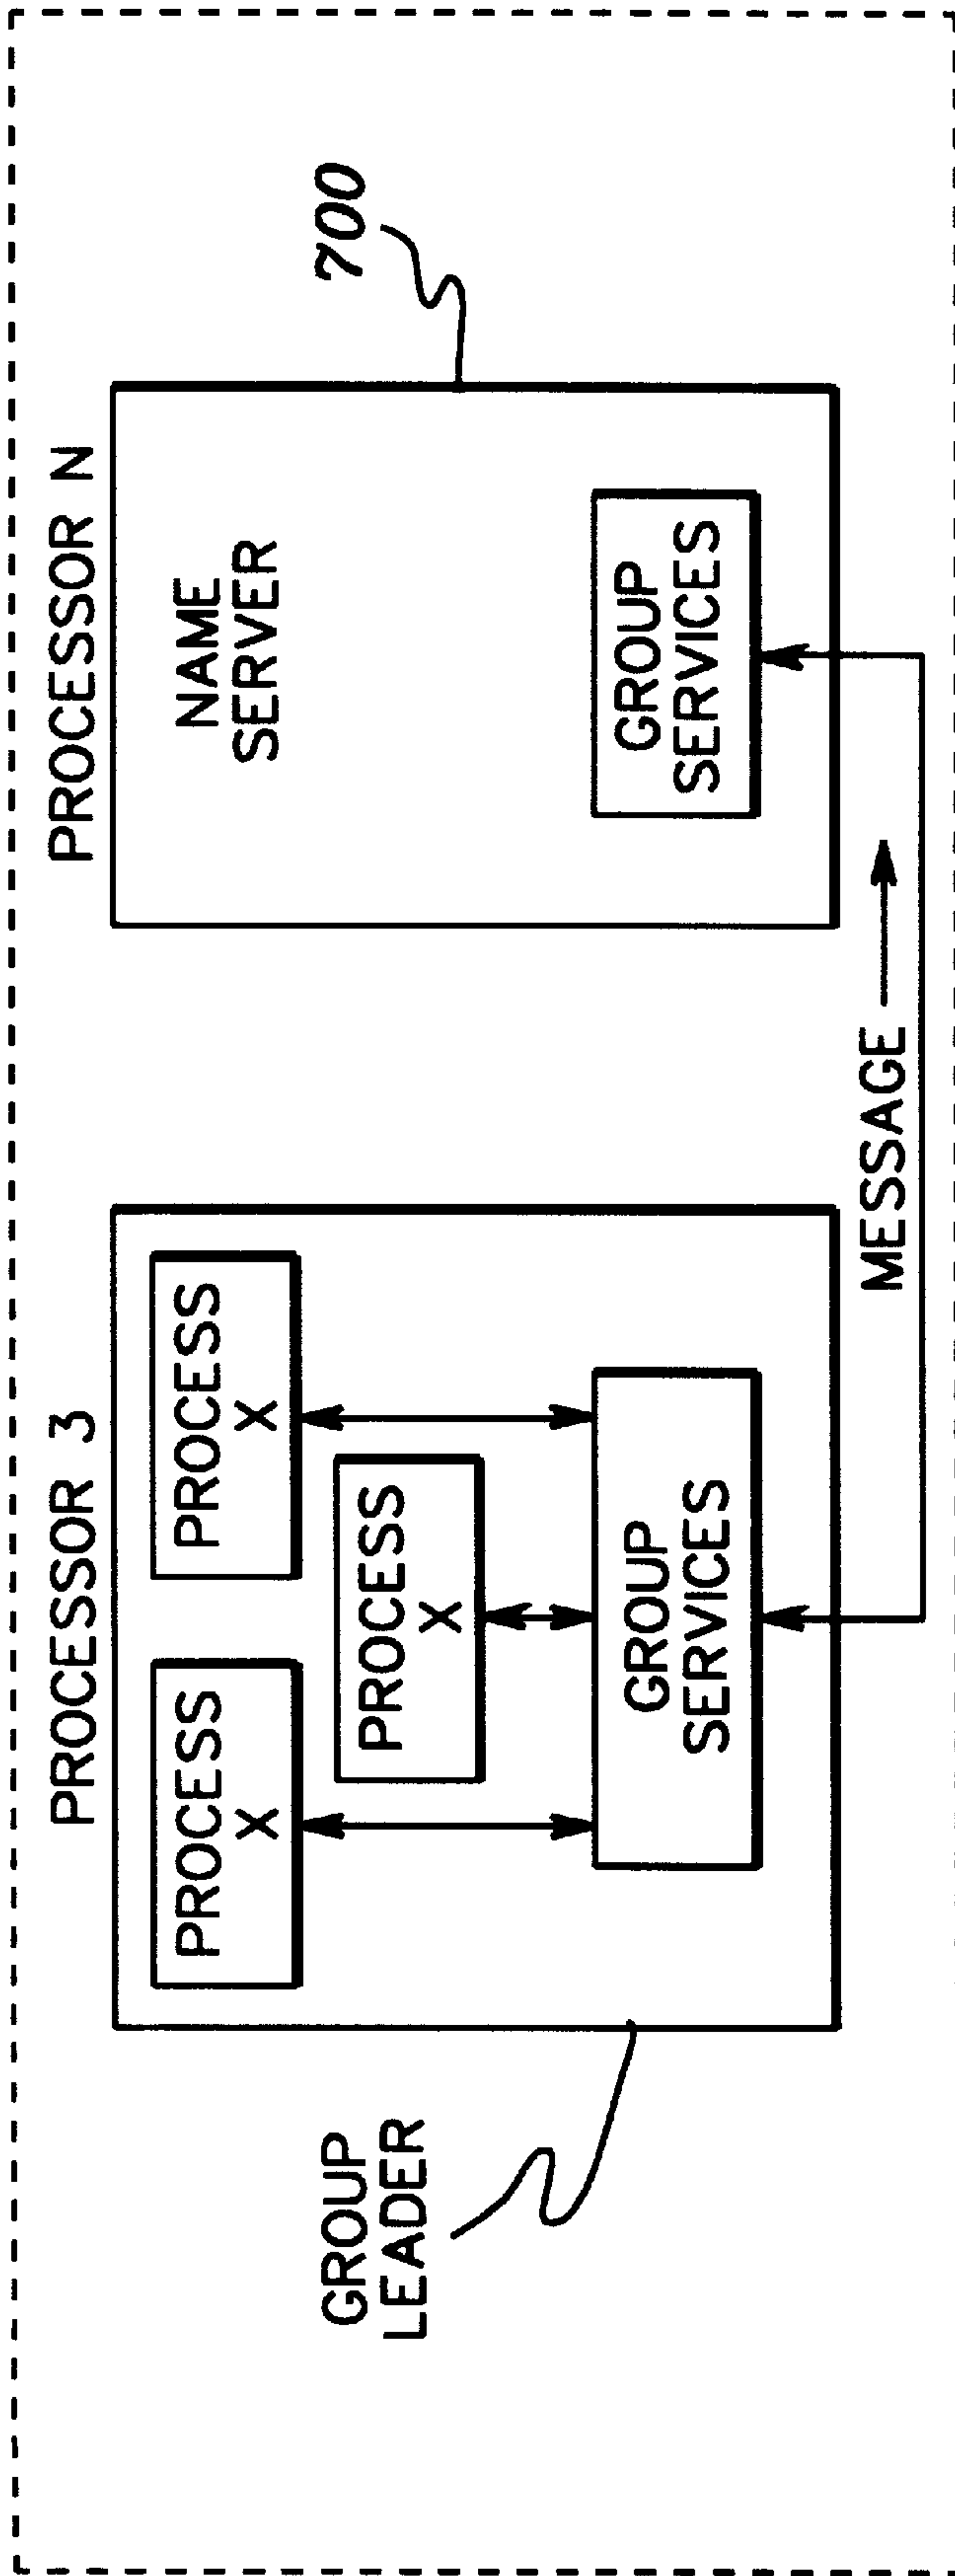 PROCESSOR 3
PROCESS
X
PROCESS
X
PROCESS
X
GROUP
SERVICES
GROUP
LEADER
MESSAGE
PROCESSOR N
NAME
SERVER
GROUP
SERVICES
700